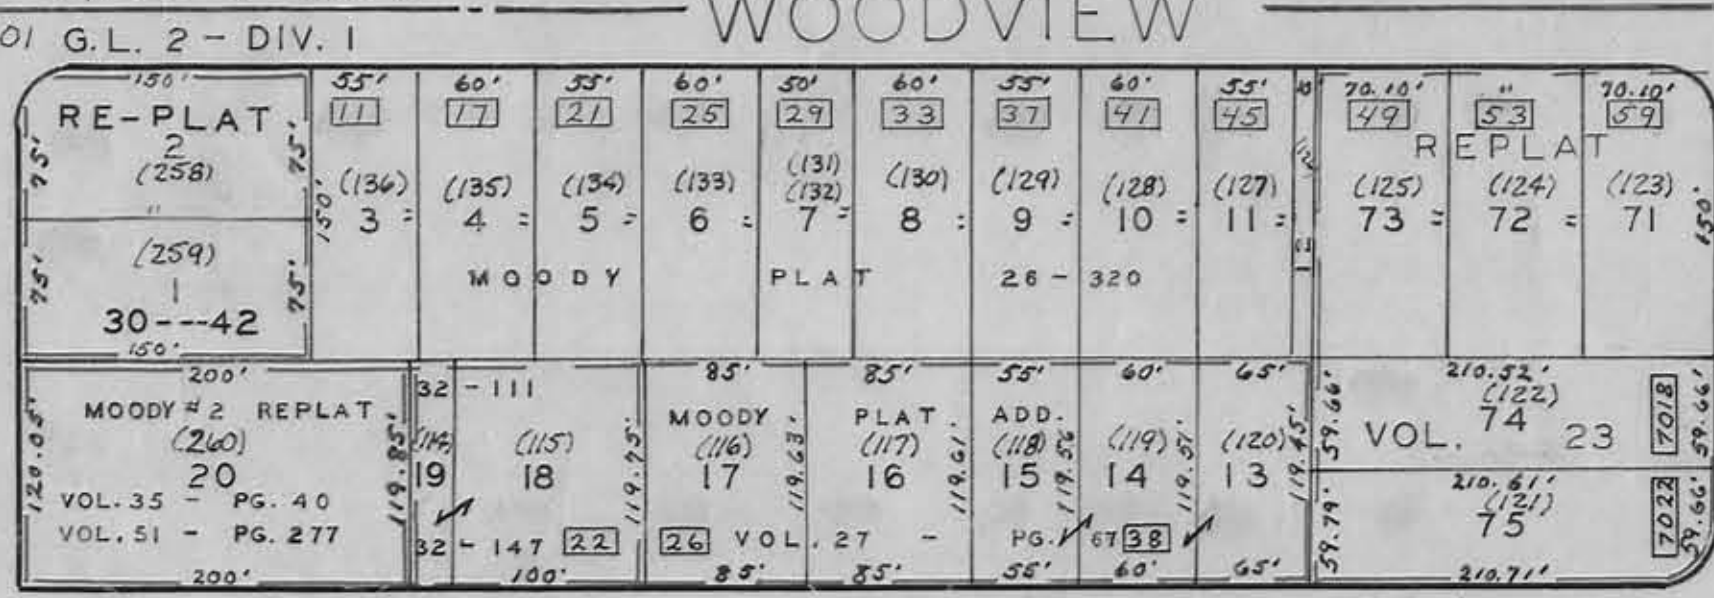 WOODVIEW
01 G.L. 2 - DIV. 1
150' 55' 60' 55' 60' 50' 60' 55' 60' 55' 70.10' " 70.10'
RE-PLAT 11 17 21 25 29 33 37 41 45 49 53 59
REPLAT
2
(258)
75' 75'
(136) (135) (134) (133) (131) (130) (129) (128) (127) (125) (124) (123)
(132)
150' 3 = 4 = 5 = 6 = 7 = 8 = 9 = 10 = 11 = 12 73 = 72 = 71 150'
"
(259)
1
75' 75'
MOODY PLAT 26 - 320
30---42
150'
200' 32 - 111 85' 85' 55' 60' 65' 210.52'
MOODY #2 REPLAT MOODY PLAT. ADD. (122)
(260) (114) (115) (116) (117) (118) (119) (120) 74
20 19 18 17 16 15 14 13
VOL. 23 7018
120.05' 119.85' 119.75' 119.63' 119.61' 119.56' 119.51' 119.45' 59.66' 59.66'
VOL. 35 - PG. 40
VOL. 51 - PG. 277
32 - 147 22 26 VOL. 27 - PG. 67 38
210.61'
(121)
75
59.79' 7022 59.66'
200' 100' 85' 85' 55' 60' 65' 210.71'